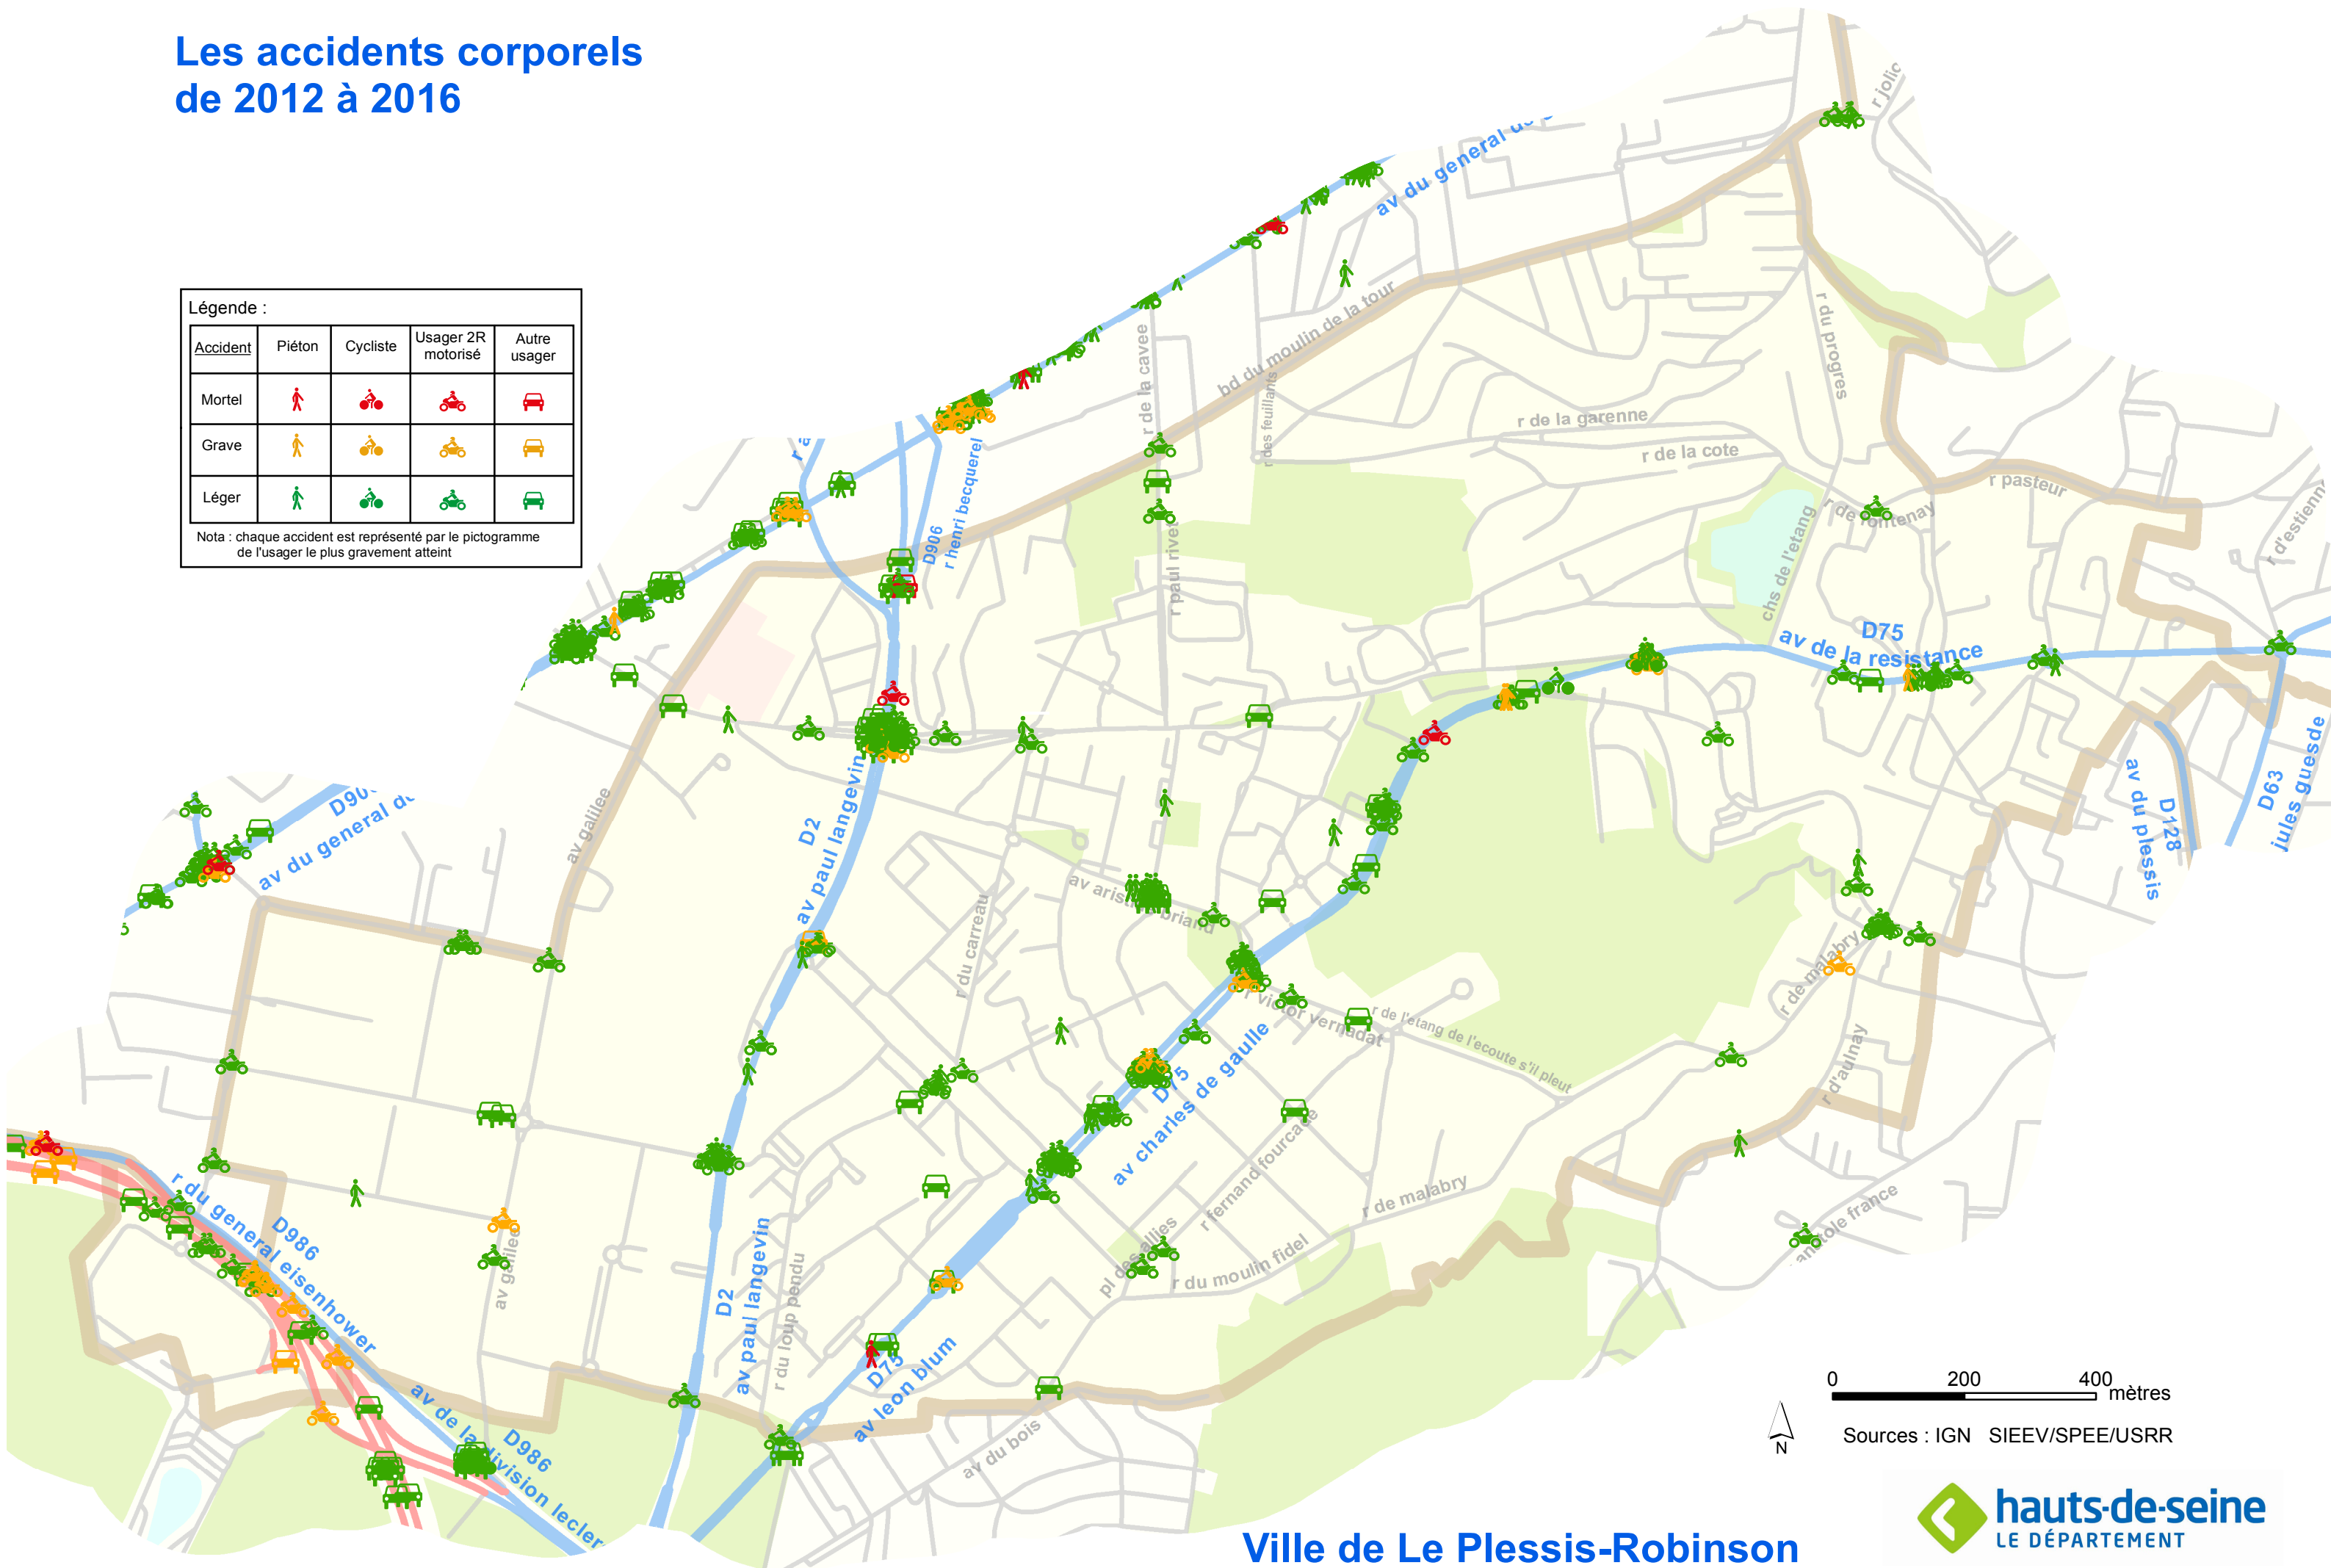 Les accidents corporels
de 2012 à 2016
Légende :
Accident
Piéton
Cycliste
Usager 2R
motorisé
Autre
usager
Mortel
Grave
Léger
Nota : chaque accident est représenté par le pictogramme
de l'usager le plus gravement atteint
av du general
r jolic
bd du moulin de la tour
r de la cavee
r des feuillants
r du progres
r de la garenne
r de la cote
r pasteur
r de fontenay
r d'estienn
chs de l'etang
D906
r henri becquerel
r paul rivet
D75
av de la resistance
av du general
av galilee
D2
av paul langevin
av du plessis
D128
D63
jules guesde
av aristide briand
r du carreau
r victor vernadat
r de l'etang de l'ecoute s'il pleut
r de malabry
r d'aulnay
D75
av charles de gaulle
r fernand fourcade
r de malabry
pl des allies
r du moulin fidel
anatole france
r du general eisenhower
D986
av galilee
D2
av paul langevin
r du loup pendu
D75
av leon blum
av du bois
D986
av de la division lecler
0 200 400 mètres
N
Sources : IGN SIEEV/SPEE/USRR
hauts-de-seine
LE DÉPARTEMENT
Ville de Le Plessis-Robinson